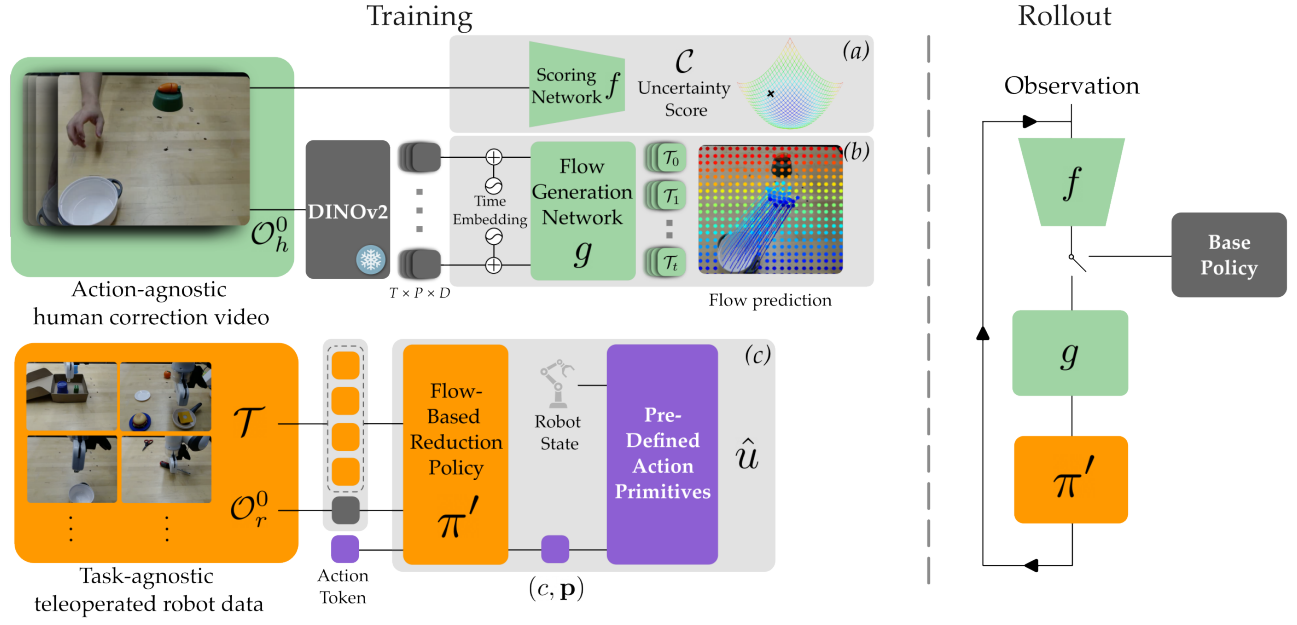 Training
Rollout
(a)
Scoring
Network f
C
Uncertainty
Score
Observation
(b)
DINOv2
Time
Embedding
Flow
Generation
Network
g
T₀
T₁
Tₜ
O⁰ₕ
T × P × D
Flow prediction
Action-agnostic
human correction video
f
Base
Policy
g
π′
(c)
T
O⁰ᵣ
Flow-
Based
Reduction
Policy
π′
Robot
State
Pre-
Defined
Action
Primitives
û
Action
Token
(c, p)
Task-agnostic
teleoperated robot data